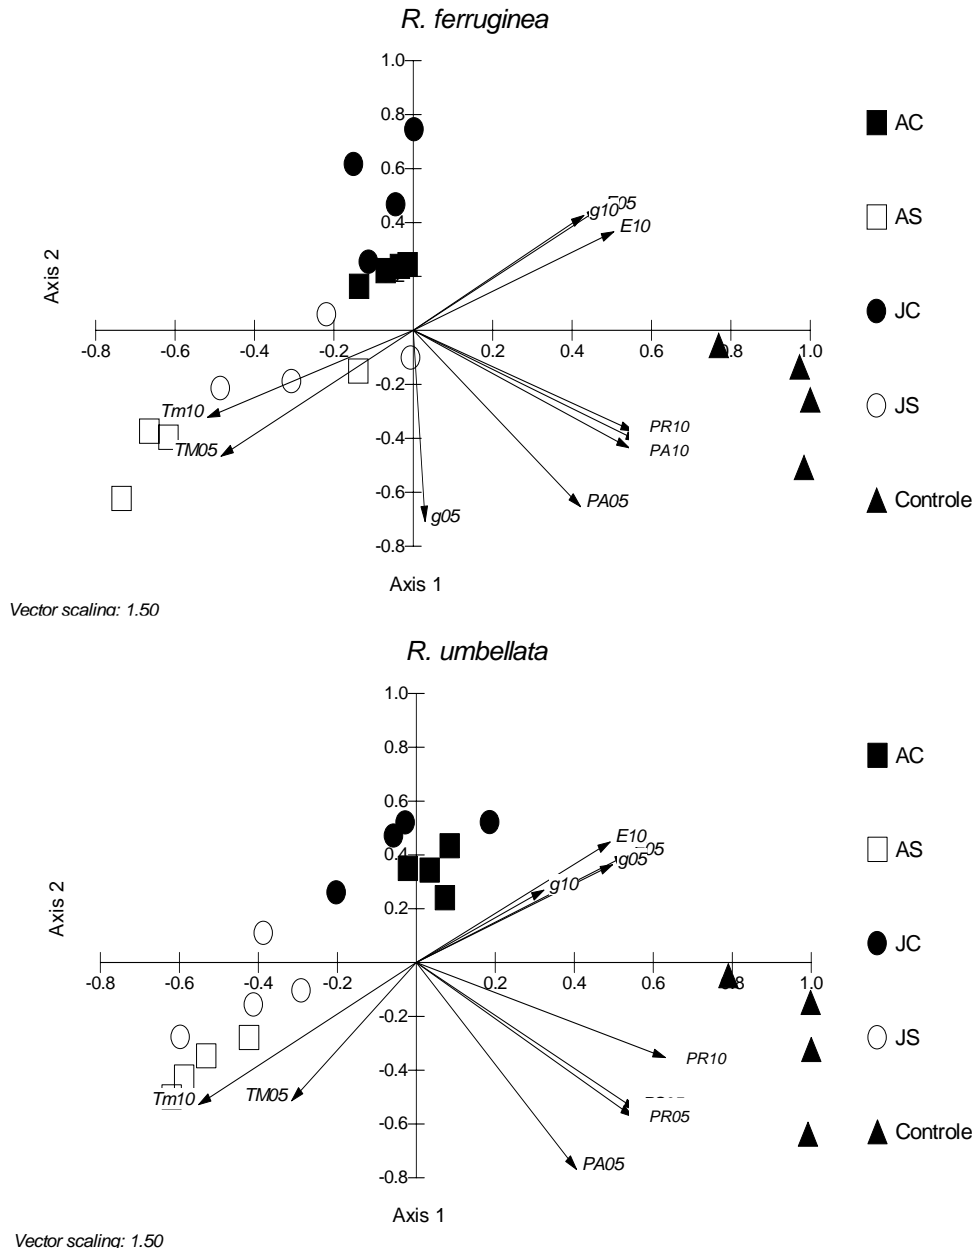 R. ferruginea
1.0
0.8
0.6
0.4
-0.2
-0.4
-0.6
-0.8
-0.8 -0.6 -0.4 -0.2 0.2 0.4 0.6 0.8 1.0
Axis 2
Axis 1
g10
E10
Tm10
TM05
g05
PR10
PA10
PA05
AC
AS
JC
JS
Controle
Vector scaling: 1.50
R. umbellata
1.0
0.8
0.6
0.4
0.2
-0.2
-0.4
-0.6
-0.8
-0.8 -0.6 -0.4 -0.2 0.2 0.4 0.6 0.8 1.0
Axis 2
Axis 1
E10
g05
g10
PR10
PR05
PA05
Tm10
TM05
AC
AS
JC
JS
Controle
Vector scaling: 1.50